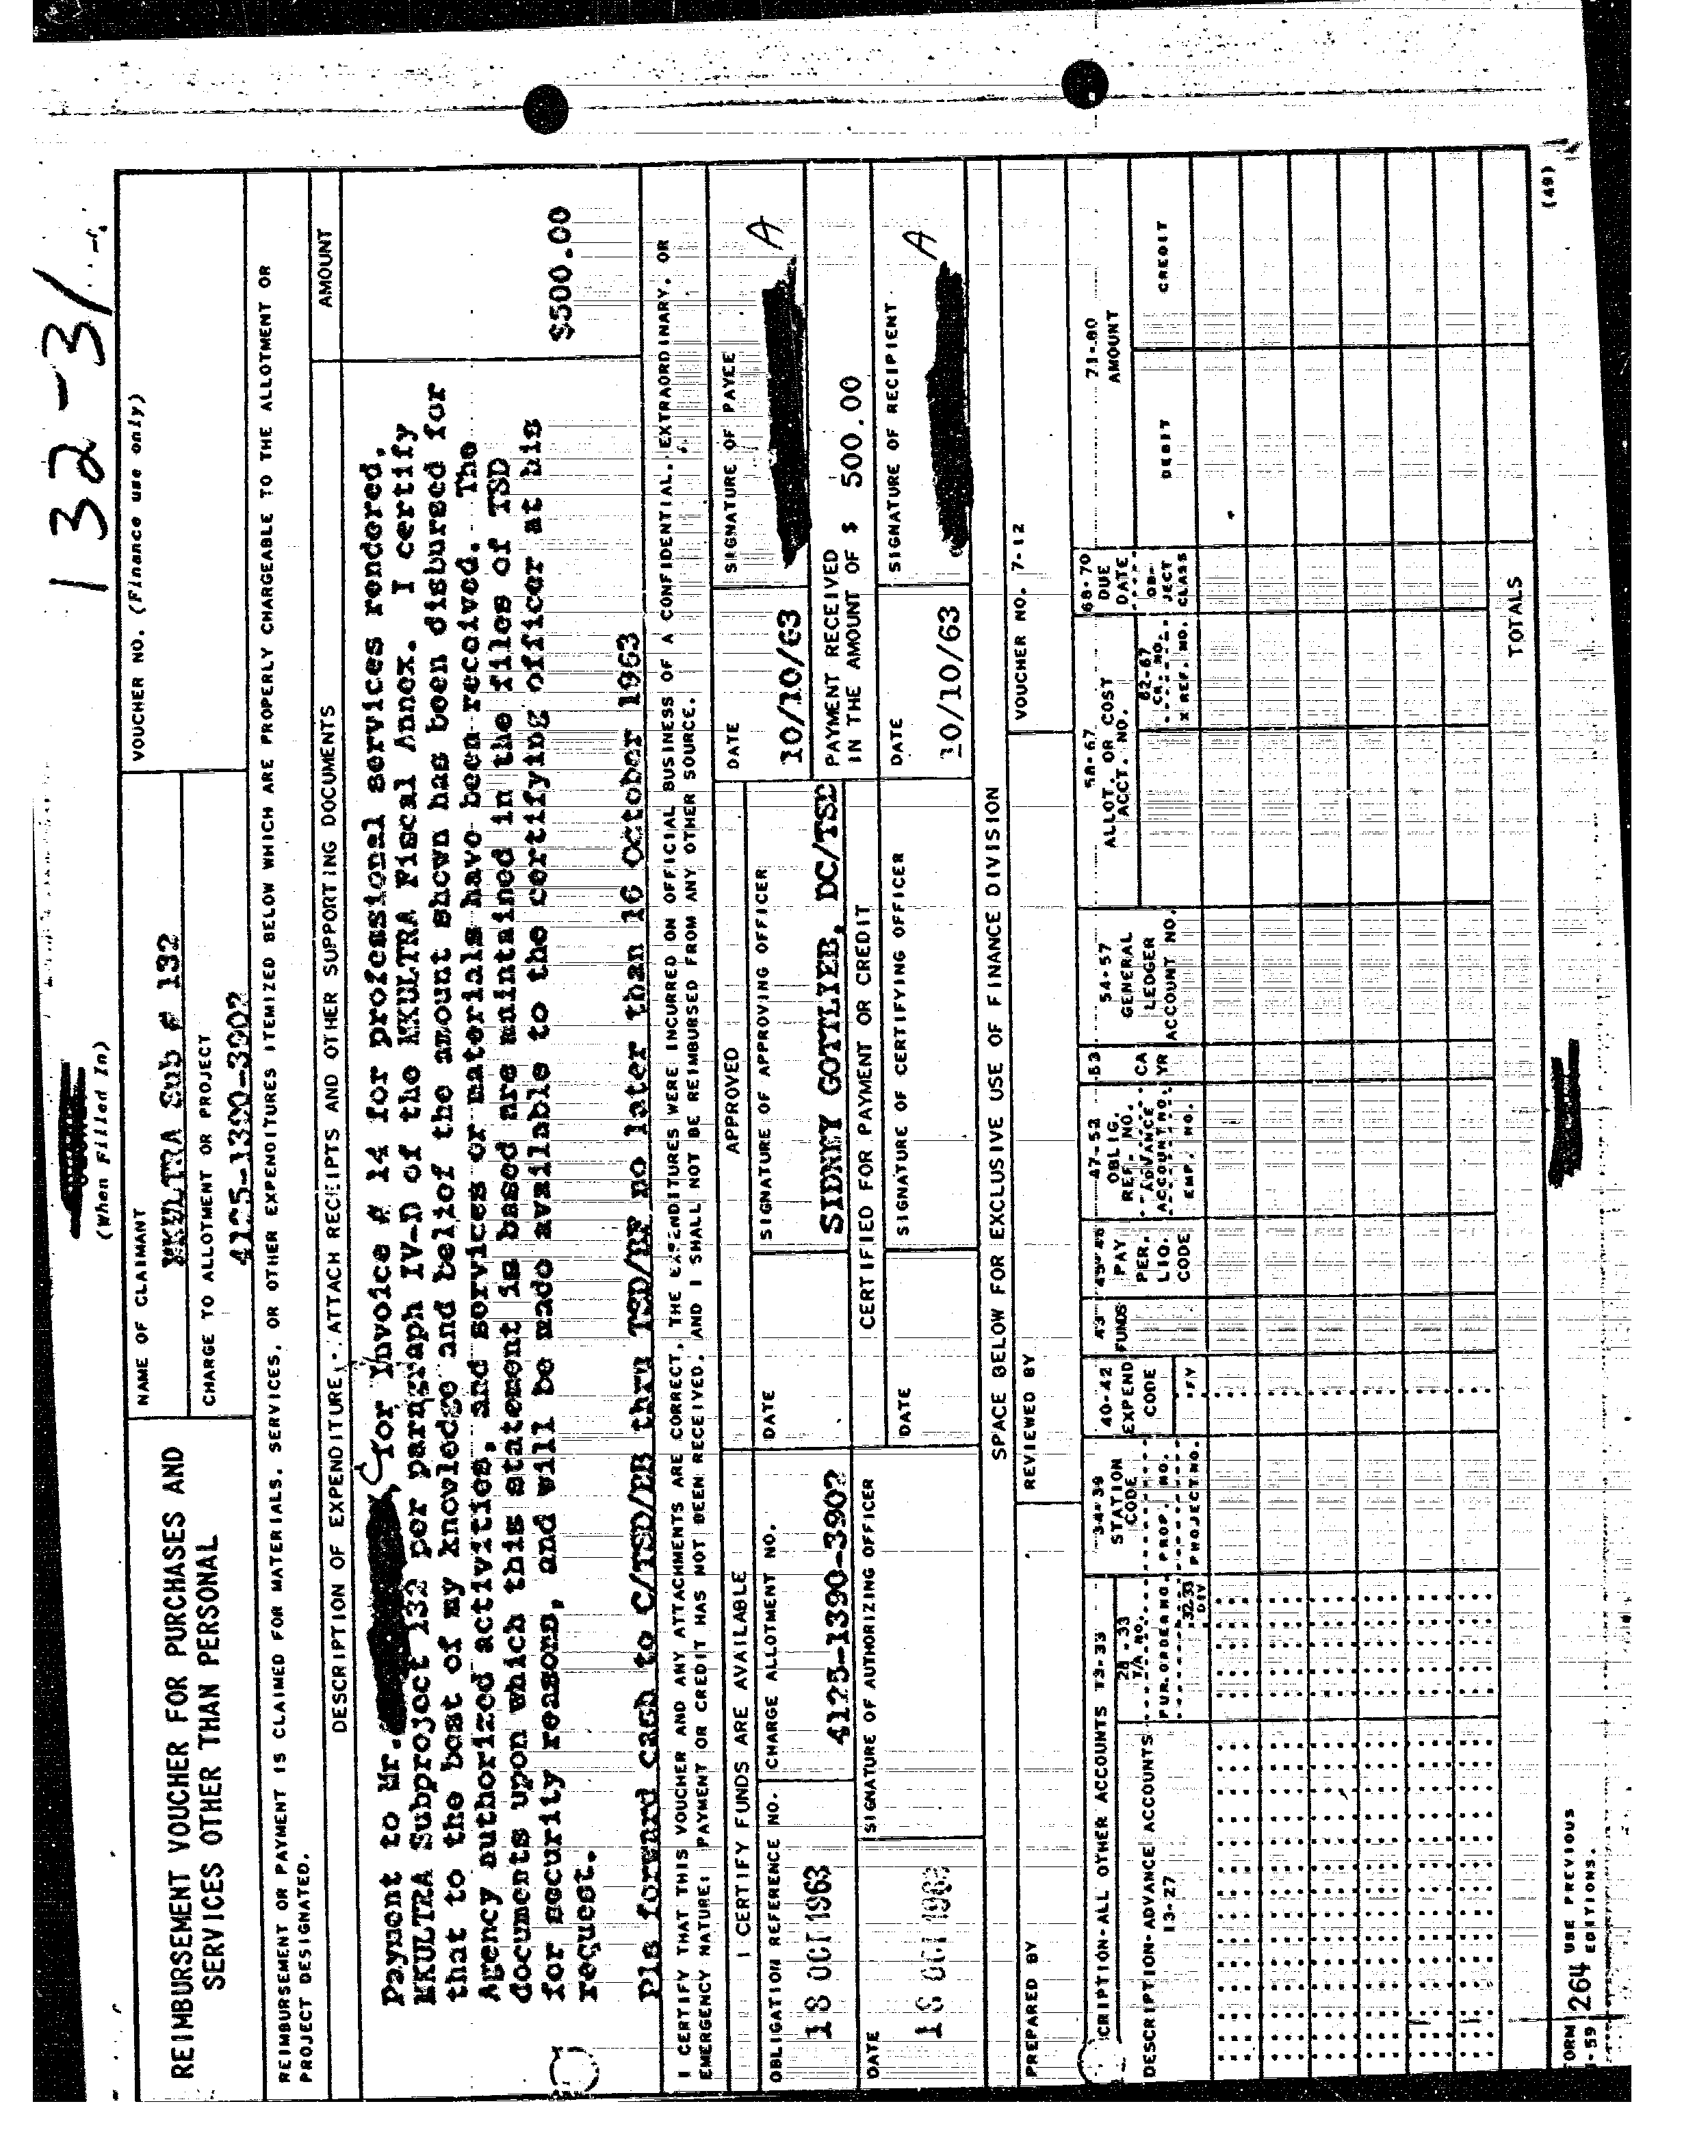 132-31
(When Filled In)
REIMBURSEMENT VOUCHER FOR PURCHASES AND
SERVICES OTHER THAN PERSONAL
NAME OF CLAIMANT
MKULTRA Sub # 132
CHARGE TO ALLOTMENT OR PROJECT
4125-1390-3902
VOUCHER NO. (Finance use only)
REIMBURSEMENT OR PAYMENT IS CLAIMED FOR MATERIALS, SERVICES, OR OTHER EXPENDITURES ITEMIZED BELOW WHICH ARE PROPERLY CHARGEABLE TO THE ALLOTMENT OR
PROJECT DESIGNATED.
DESCRIPTION OF EXPENDITURE - ATTACH RECEIPTS AND OTHER SUPPORTING DOCUMENTS
AMOUNT
Payment to Mr. for Invoice # 14 for professional services rendered,
MKULTRA Subproject 132 per paragraph IV-D of the MKULTRA Fiscal Annex. I certify
that to the best of my knowledge and belief the amount shown has been disbursed for
Agency authorized activities, and services or materials have been received. The
documents upon which this statement is based are maintained in the files of TSD
for security reasons, and will be made available to the certifying officer at his
request.
$500.00
Pls forward cash to C/TSD/BB thru TSD/BF no later than 16 October 1963
I CERTIFY THAT THIS VOUCHER AND ANY ATTACHMENTS ARE CORRECT, THE EXPENDITURES WERE INCURRED ON OFFICIAL BUSINESS OF A CONFIDENTIAL, EXTRAORDINARY, OR
EMERGENCY NATURE; PAYMENT OR CREDIT HAS NOT BEEN RECEIVED, AND I SHALL NOT BE REIMBURSED FROM ANY OTHER SOURCE.
I CERTIFY FUNDS ARE AVAILABLE
APPROVED
DATE
10/10/63
SIGNATURE OF PAYEE
A
OBLIGATION REFERENCE NO.
18 OCT 1963
CHARGE ALLOTMENT NO.
4125-1390-3902
DATE
SIGNATURE OF APPROVING OFFICER
SIDNEY GOTTLIEB, DC/TSD
PAYMENT RECEIVED
IN THE AMOUNT OF $ 500.00
CERTIFIED FOR PAYMENT OR CREDIT
DATE
18 OCT 1963
SIGNATURE OF AUTHORIZING OFFICER
DATE
SIGNATURE OF CERTIFYING OFFICER
DATE
10/10/63
SIGNATURE OF RECIPIENT
A
SPACE BELOW FOR EXCLUSIVE USE OF FINANCE DIVISION
PREPARED BY
REVIEWED BY
VOUCHER NO. 7-12
CRIPTION-ALL OTHER ACCOUNTS 13-33
DESCRIPTION-ADVANCE ACCOUNTS
13-27
28 - 33
T/A NO.
PUR.ORDER NO.
32-33
DIV
34-39
STATION
CODE
PROP. NO.
PROJECT NO.
40-42
EXPEND
CODE
FY
43
FUNDS
45-46
PAY
PER.
LIQ.
CODE
47-52
OBLIG.
REF. NO.
ADVANCE
ACCOUNT NO.
EMP. NO.
53
CA
YR
54-57
GENERAL
LEDGER
ACCOUNT NO.
58-67
ALLOT. OR COST
ACCT. NO.
62-67
CK. NO.
X REF. NO.
68-70
DUE
DATE
OB-
JECT
CLASS
71-80
AMOUNT
DEBIT
CREDIT
TOTALS
FORM
1-59
264
USE PREVIOUS
EDITIONS.
(49)